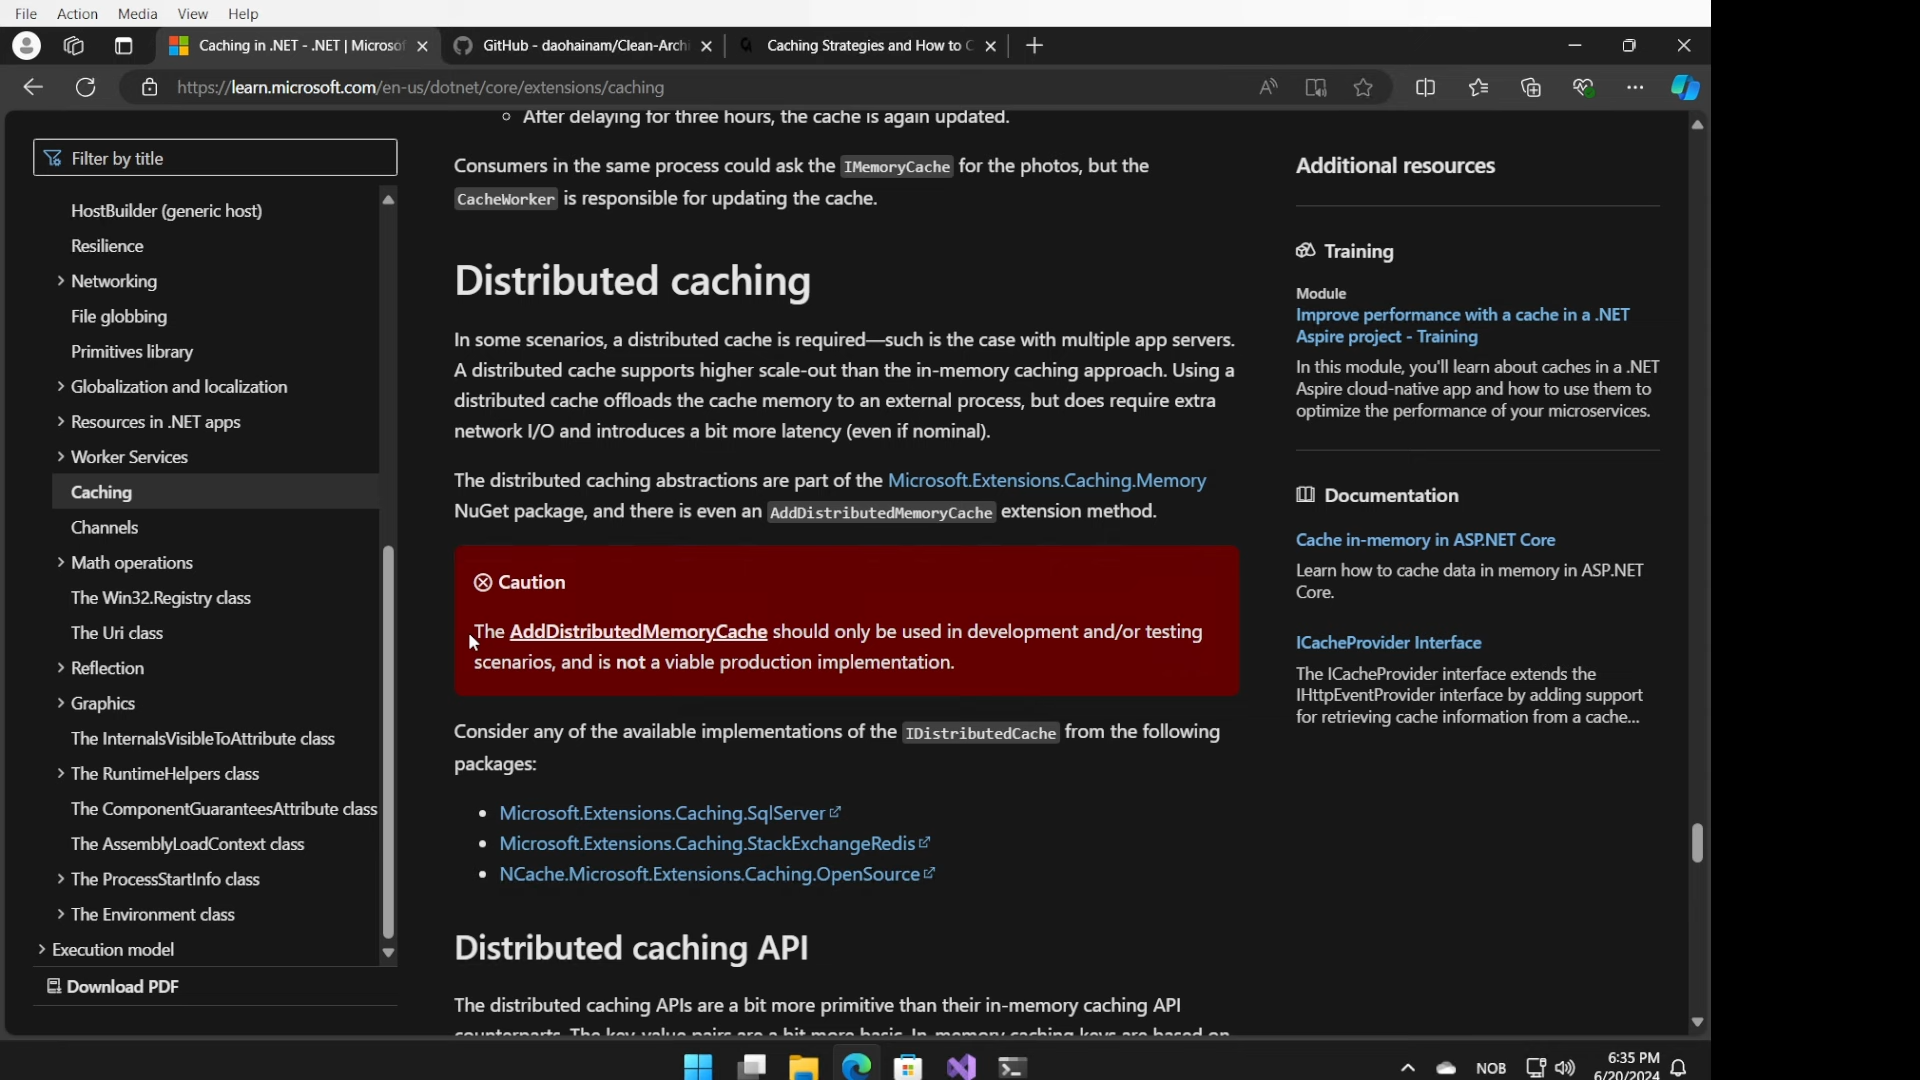 File Action Media View Help
Caching in .NET - .NET | Microsof
GitHub - daohainam/Clean-Archi
Caching Strategies and How to C
https://learn.microsoft.com/en-us/dotnet/core/extensions/caching
Filter by title
HostBuilder (generic host)
Resilience
Networking
File globbing
Primitives library
Globalization and localization
Resources in .NET apps
Worker Services
Caching
Channels
Math operations
The Win32.Registry class
The Uri class
Reflection
Graphics
The InternalsVisibleToAttribute class
The RuntimeHelpers class
The ComponentGuaranteesAttribute class
The AssemblyLoadContext class
The ProcessStartInfo class
The Environment class
Execution model
Download PDF
After delaying for three hours, the cache is again updated.
Consumers in the same process could ask the IMemoryCache for the photos, but the
CacheWorker is responsible for updating the cache.
Distributed caching
In some scenarios, a distributed cache is required—such is the case with multiple app servers.
A distributed cache supports higher scale-out than the in-memory caching approach. Using a
distributed cache offloads the cache memory to an external process, but does require extra
network I/O and introduces a bit more latency (even if nominal).
The distributed caching abstractions are part of the Microsoft.Extensions.Caching.Memory
NuGet package, and there is even an AddDistributedMemoryCache extension method.
Caution
The AddDistributedMemoryCache should only be used in development and/or testing
scenarios, and is not a viable production implementation.
Consider any of the available implementations of the IDistributedCache from the following
packages:
Microsoft.Extensions.Caching.SqlServer
Microsoft.Extensions.Caching.StackExchangeRedis
NCache.Microsoft.Extensions.Caching.OpenSource
Distributed caching API
The distributed caching APIs are a bit more primitive than their in-memory caching API
counterparts. The key-value pairs are a bit more basic. In-memory caching keys are based on
Additional resources
Training
Module
Improve performance with a cache in a .NET
Aspire project - Training
In this module, you'll learn about caches in a .NET
Aspire cloud-native app and how to use them to
optimize the performance of your microservices.
Documentation
Cache in-memory in ASP.NET Core
Learn how to cache data in memory in ASP.NET
Core.
ICacheProvider Interface
The ICacheProvider interface extends the
IHttpEventProvider interface by adding support
for retrieving cache information from a cache...
NOB
6:35 PM
6/20/2024